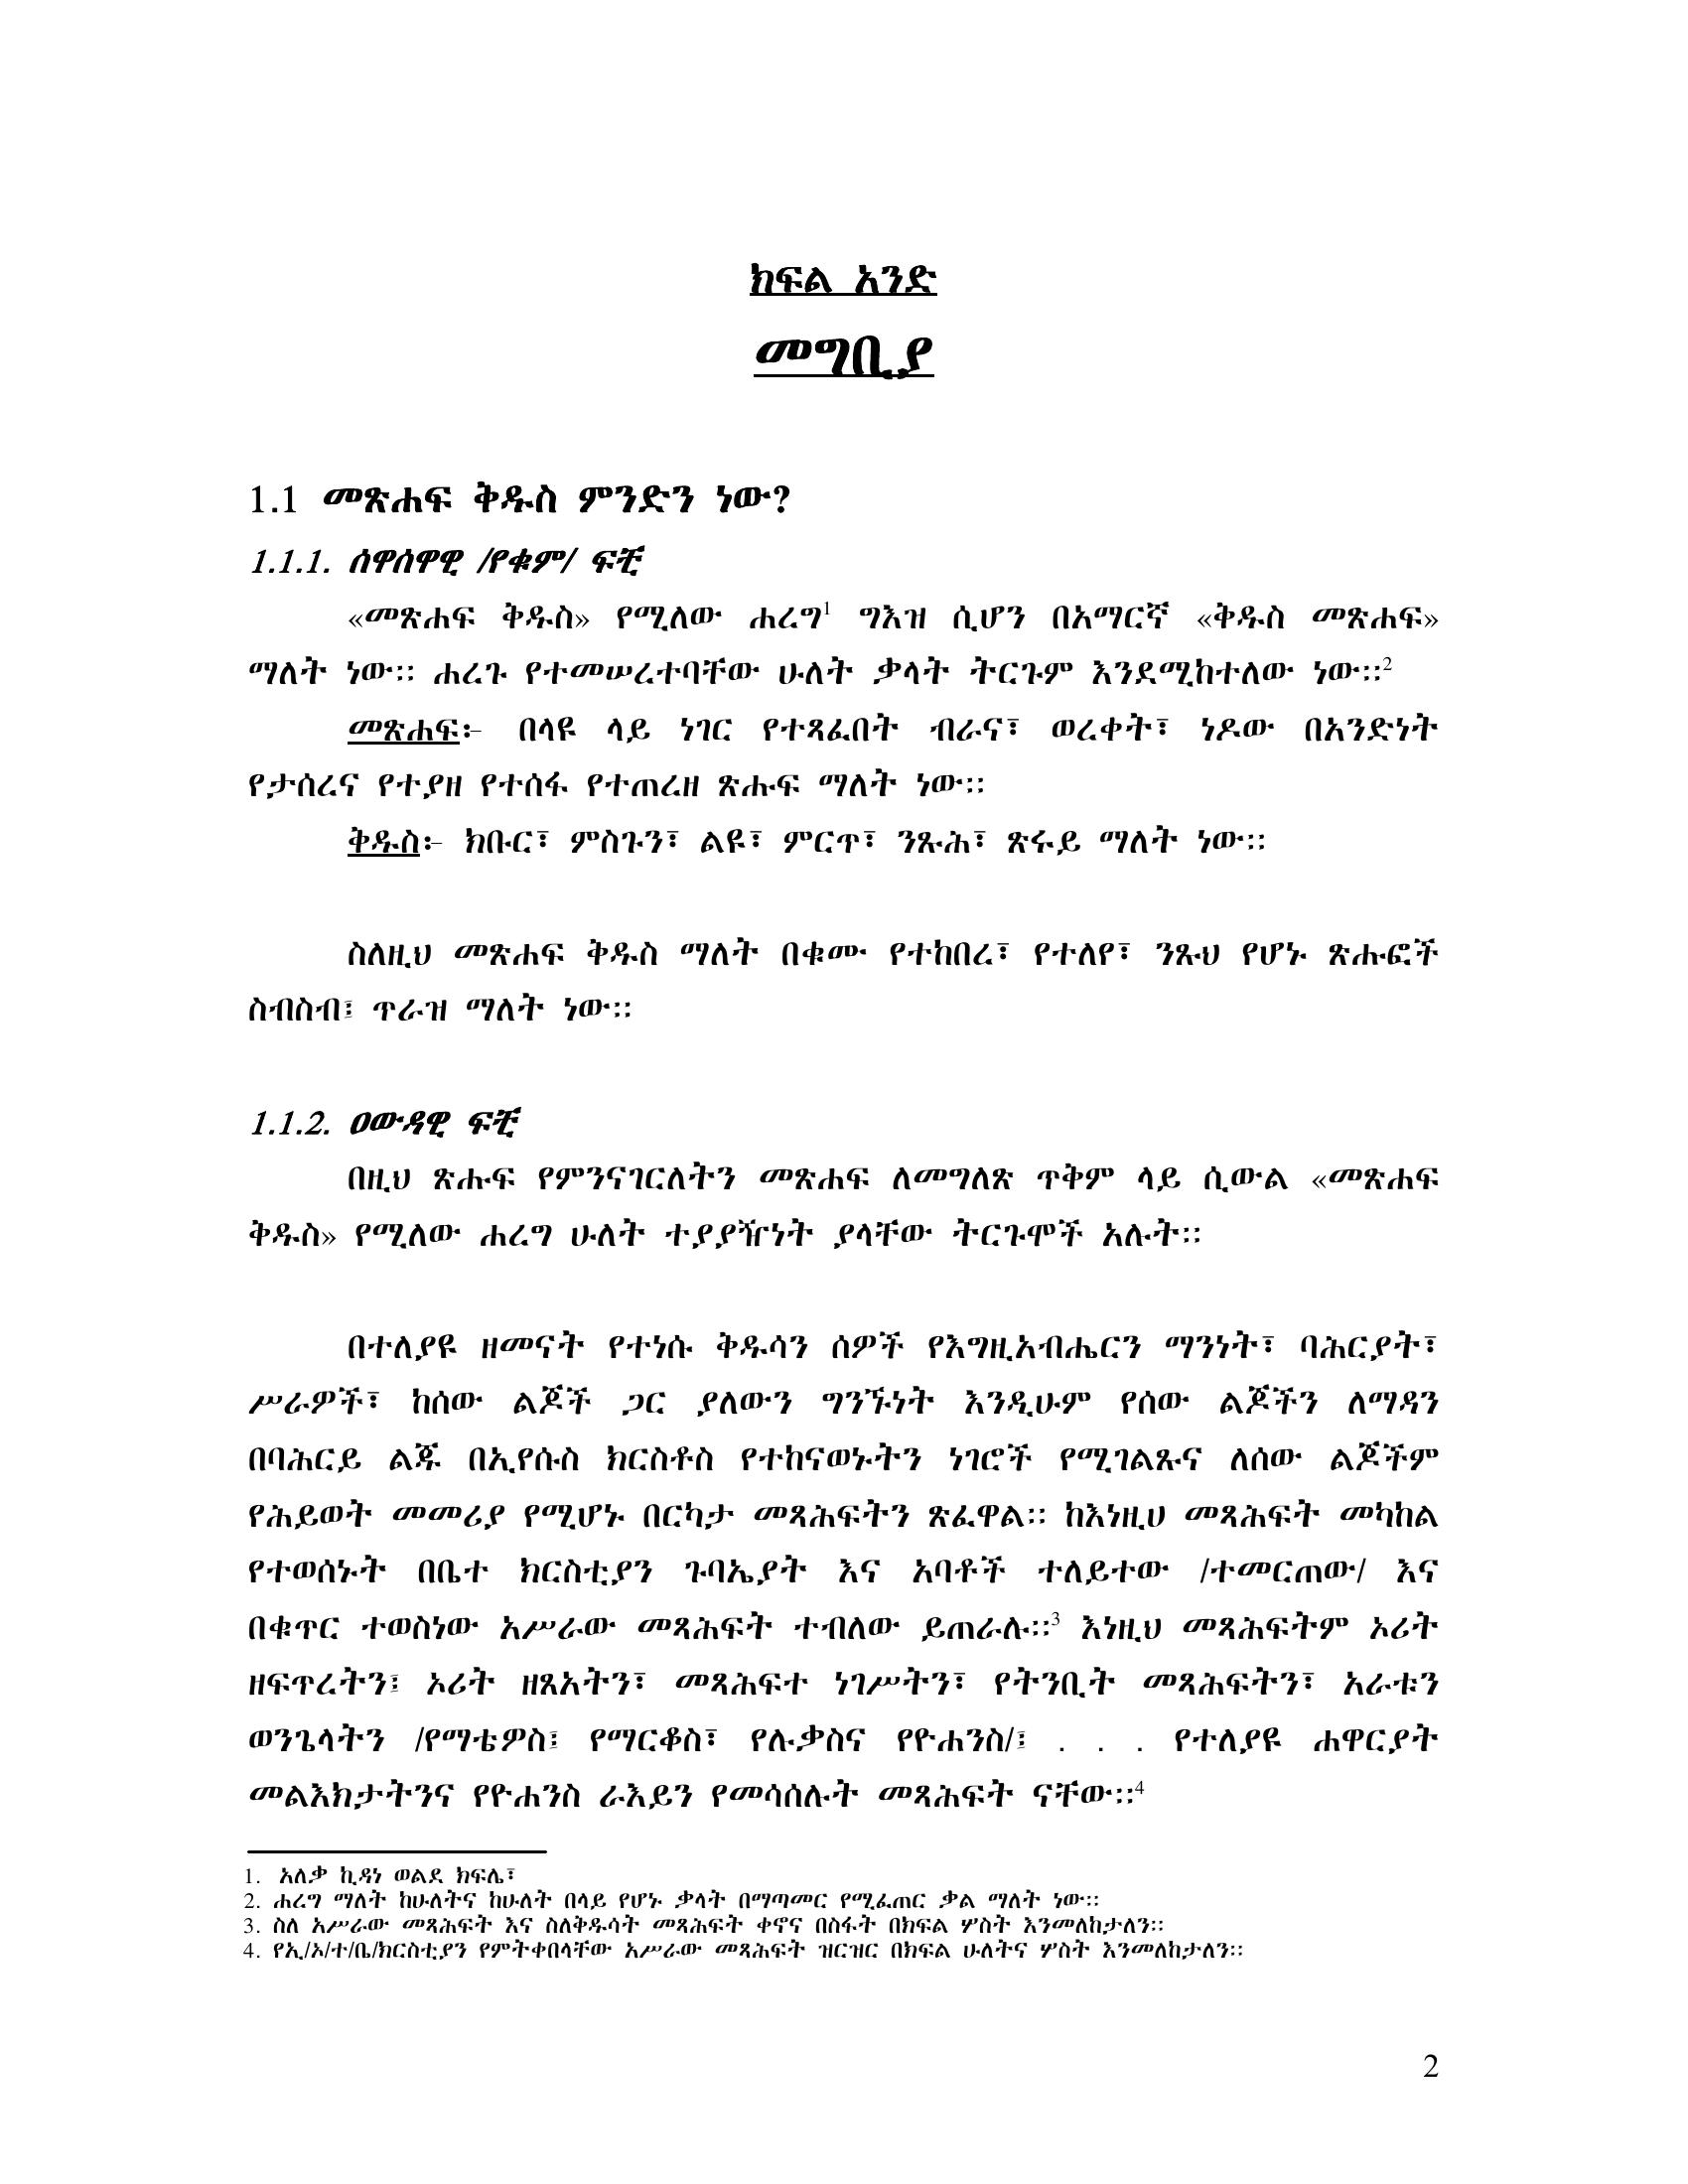 ክፍል አንድ
መግቢያ
1.1 መጽሐፍ ቅዱስ ምንድን ነው?
1.1.1. ሰዋሰዋዊ /የቁም/ ፍቺ
«መጽሐፍ ቅዱስ» የሚለው ሐረግ1 ግእዝ ሲሆን በአማርኛ «ቅዱስ መጽሐፍ»
ማለት ነው፡፡ ሐረጉ የተመሠረተባቸው ሁለት ቃላት ትርጉም እንደሚከተለው ነው፡፡2
መጽሐፍ፦ በላዩ ላይ ነገር የተጻፈበት ብራና፣ ወረቀት፣ ነዶው በአንድነት
የታሰረና የተያዘ የተሰፋ የተጠረዘ ጽሑፍ ማለት ነው፡፡
ቅዱስ፦ ክቡር፣ ምስጉን፣ ልዩ፣ ምርጥ፣ ንጹሕ፣ ጽሩይ ማለት ነው፡፡
ስለዚህ መጽሐፍ ቅዱስ ማለት በቁሙ የተከበረ፣ የተለየ፣ ንጹህ የሆኑ ጽሑፎች
ስብስብ፤ ጥራዝ ማለት ነው፡፡
1.1.2. ዐውዳዊ ፍቺ
በዚህ ጽሑፍ የምንናገርለትን መጽሐፍ ለመግለጽ ጥቅም ላይ ሲውል «መጽሐፍ
ቅዱስ» የሚለው ሐረግ ሁለት ተያያዥነት ያላቸው ትርጉሞች አሉት፡፡
በተለያዩ ዘመናት የተነሱ ቅዱሳን ሰዎች የእግዚአብሔርን ማንነት፣ ባሕርያት፣
ሥራዎች፣ ከሰው ልጆች ጋር ያለውን ግንኙነት እንዲሁም የሰው ልጆችን ለማዳን
በባሕርይ ልጁ በኢየሱስ ክርስቶስ የተከናወኑትን ነገሮች የሚገልጹና ለሰው ልጆችም
የሕይወት መመሪያ የሚሆኑ በርካታ መጻሕፍትን ጽፈዋል፡፡ ከእነዚሀ መጻሕፍት መካከል
የተወሰኑት በቤተ ክርስቲያን ጉባኤያት እና አባቶች ተለይተው /ተመርጠው/ እና
በቁጥር ተወስነው አሥራው መጻሕፍት ተብለው ይጠራሉ፡፡3 እነዚህ መጻሕፍትም ኦሪት
ዘፍጥረትን፤ ኦሪት ዘጸአትን፣ መጻሕፍተ ነገሥትን፣ የትንቢት መጻሕፍትን፣ አራቱን
ወንጌላትን /የማቴዎስ፤ የማርቆስ፣ የሉቃስና የዮሐንስ/፤ . . . የተለያዩ ሐዋርያት
መልእክታትንና የዮሐንስ ራእይን የመሳሰሉት መጻሕፍት ናቸው፡፡4
1. አለቃ ኪዳነ ወልደ ክፍሌ፣
2. ሐረግ ማለት ከሁለትና ከሁለት በላይ የሆኑ ቃላት በማጣመር የሚፈጠር ቃል ማለት ነው፡፡
3. ስለ አሥራው መጻሕፍት እና ስለቅዱሳት መጻሕፍት ቀኖና በስፋት በክፍል ሦስት እንመለከታለን፡፡
4. የኢ/ኦ/ተ/ቤ/ክርስቲያን የምትቀበላቸው አሥራው መጻሕፍት ዝርዝር በክፍል ሁለትና ሦስት እንመለከታለን፡፡
2